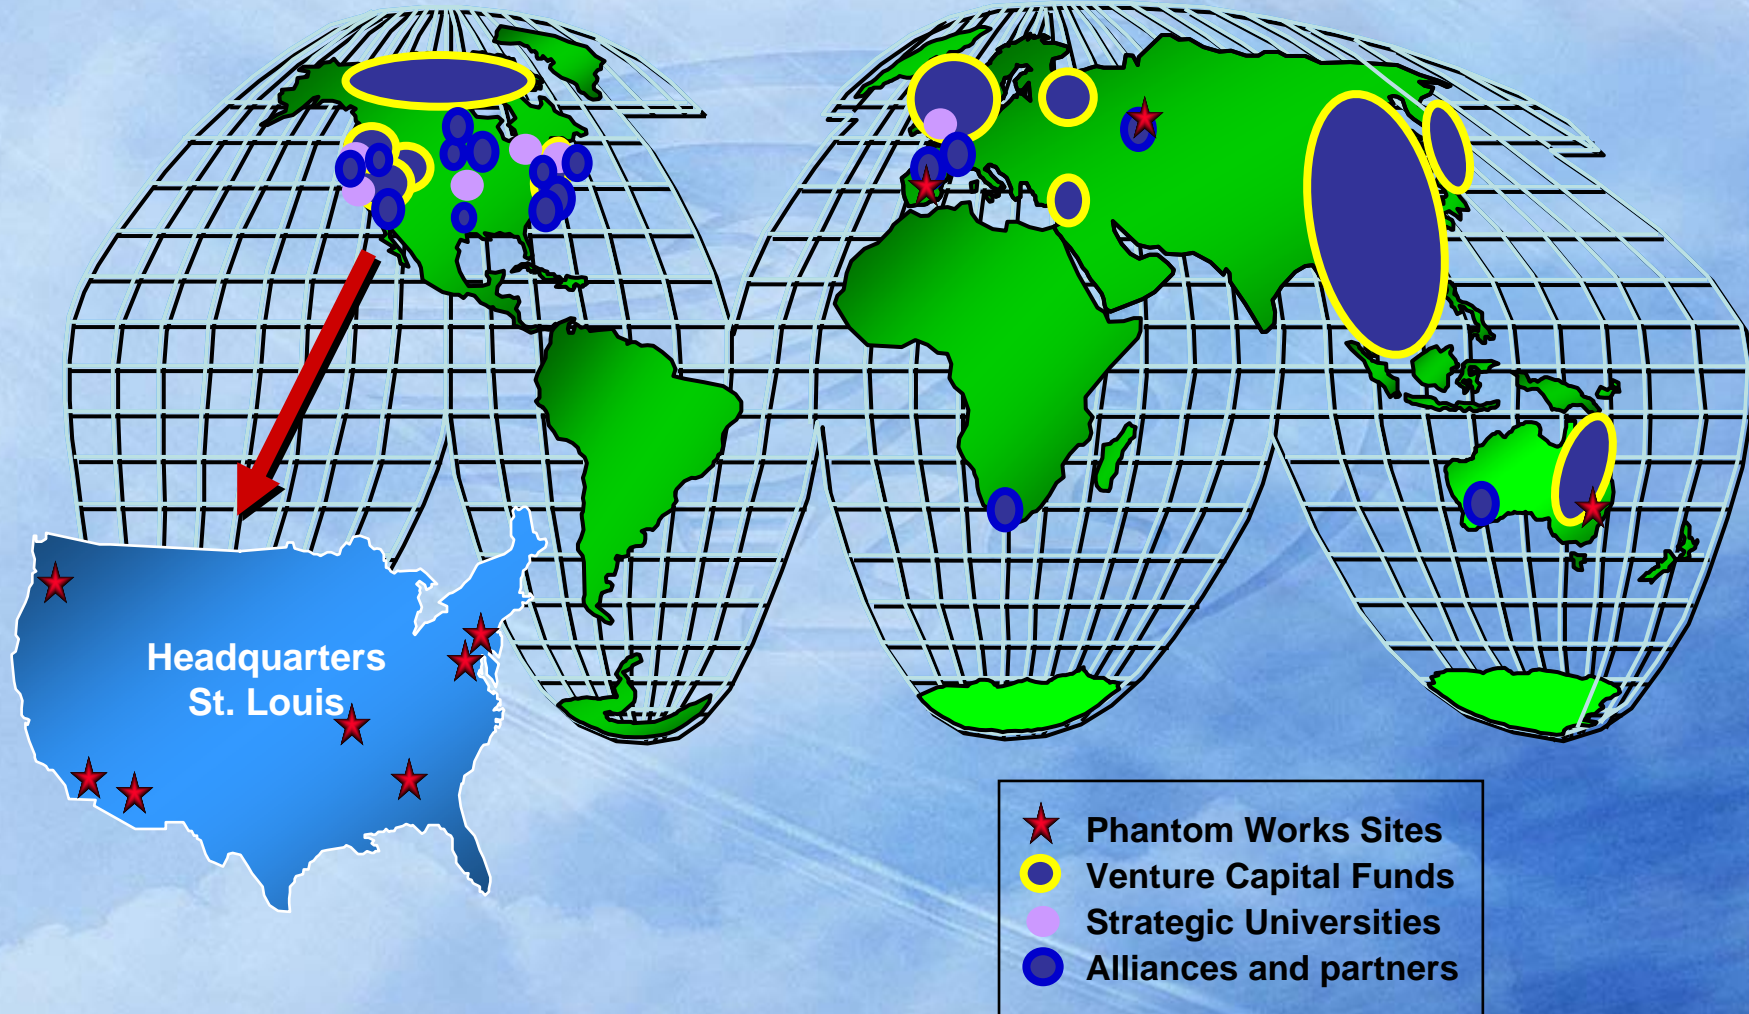 Headquarters
St. Louis
Phantom Works Sites
Venture Capital Funds
Strategic Universities
Alliances and partners